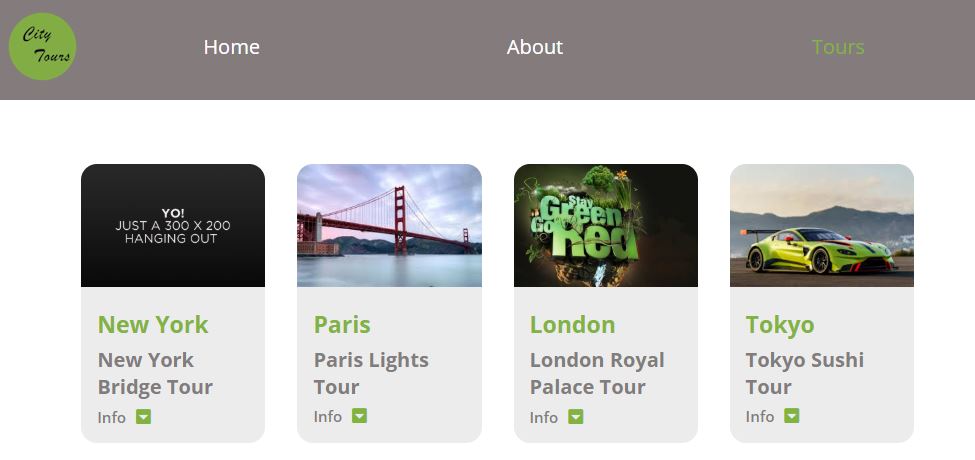 City
Tours
Home
About
Tours
YO!
JUST A 300 X 200
HANGING OUT
Stay
Green
Go
Red
New York
New York
Bridge Tour
Info
Paris
Paris Lights
Tour
Info
London
London Royal
Palace Tour
Info
Tokyo
Tokyo Sushi
Tour
Info